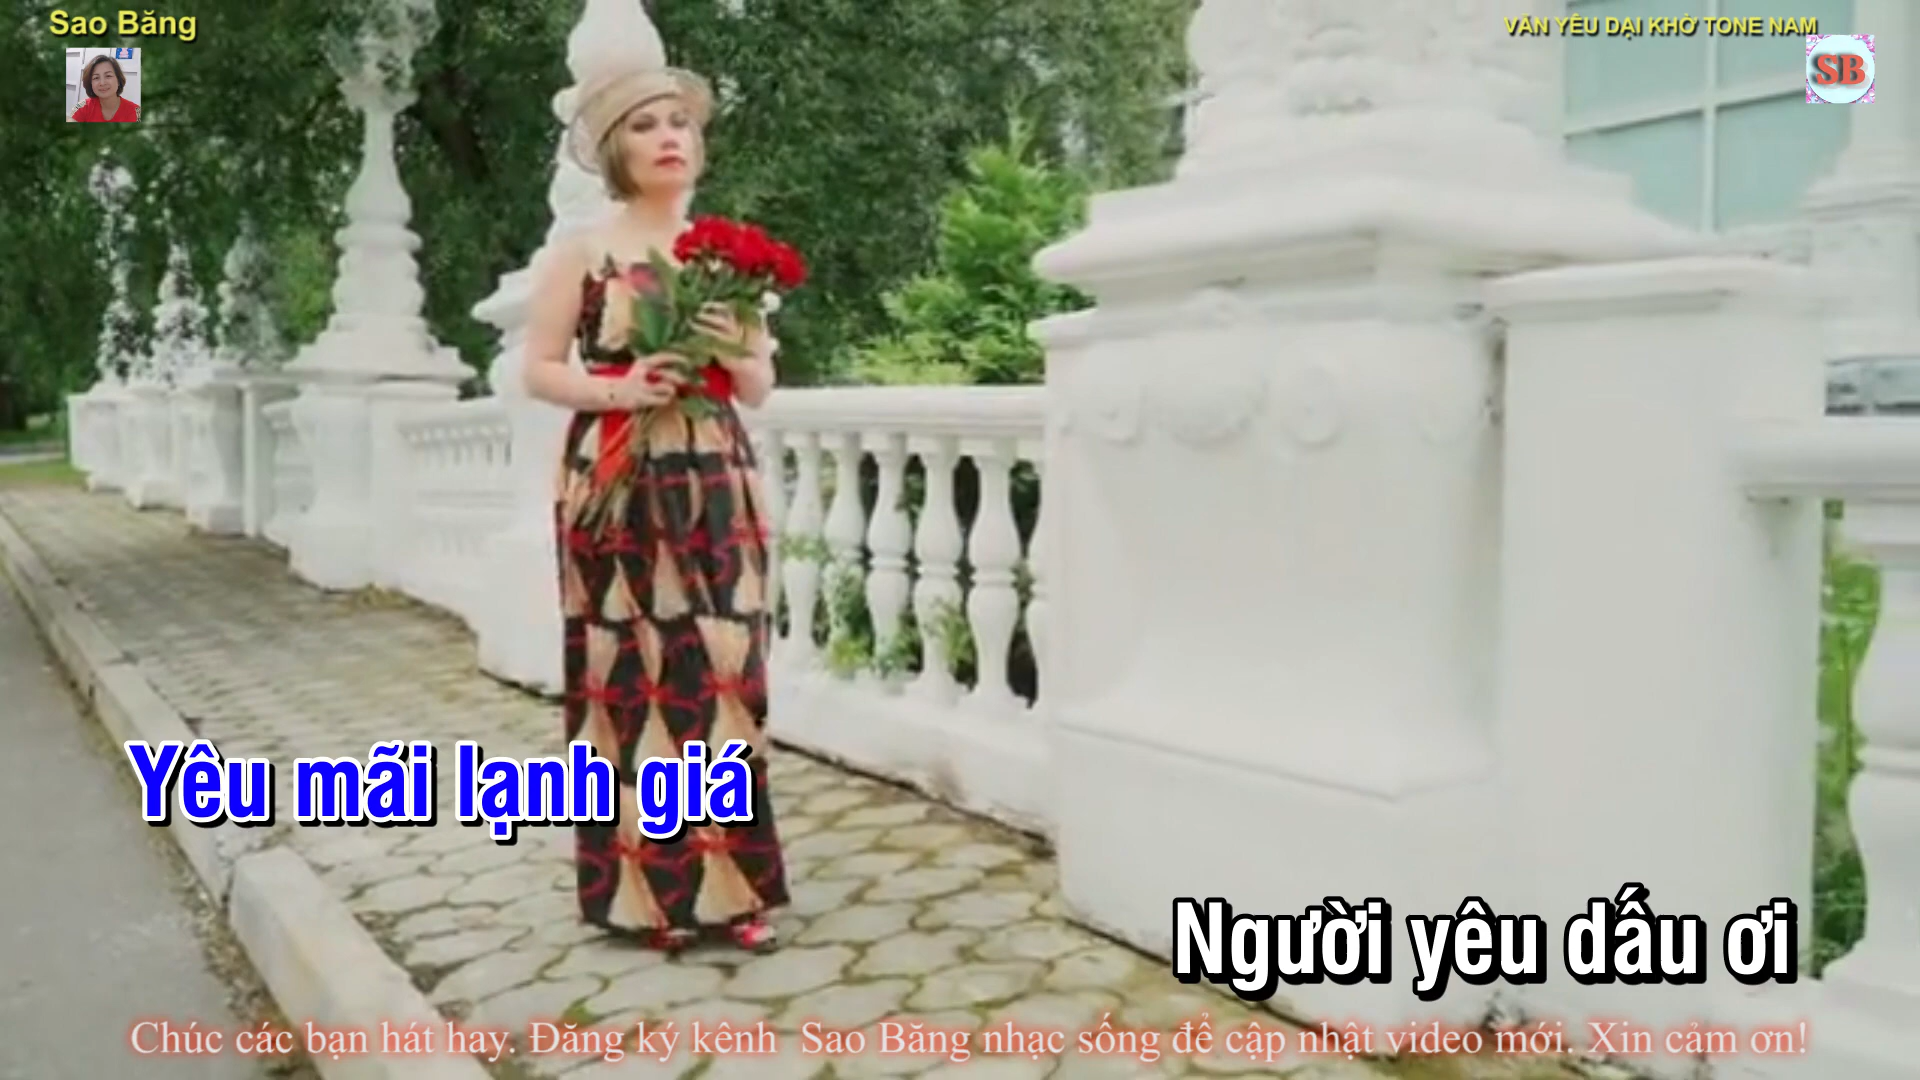 Sao Băng
VẪN YÊU DẠI KHỜ TONE NAM
SB
Yêu mãi lạnh giá
Người yêu dấu ơi
Chúc các bạn hát hay. Đăng ký kênh Sao Băng nhạc sống để cập nhật video mới. Xin cảm ơn!